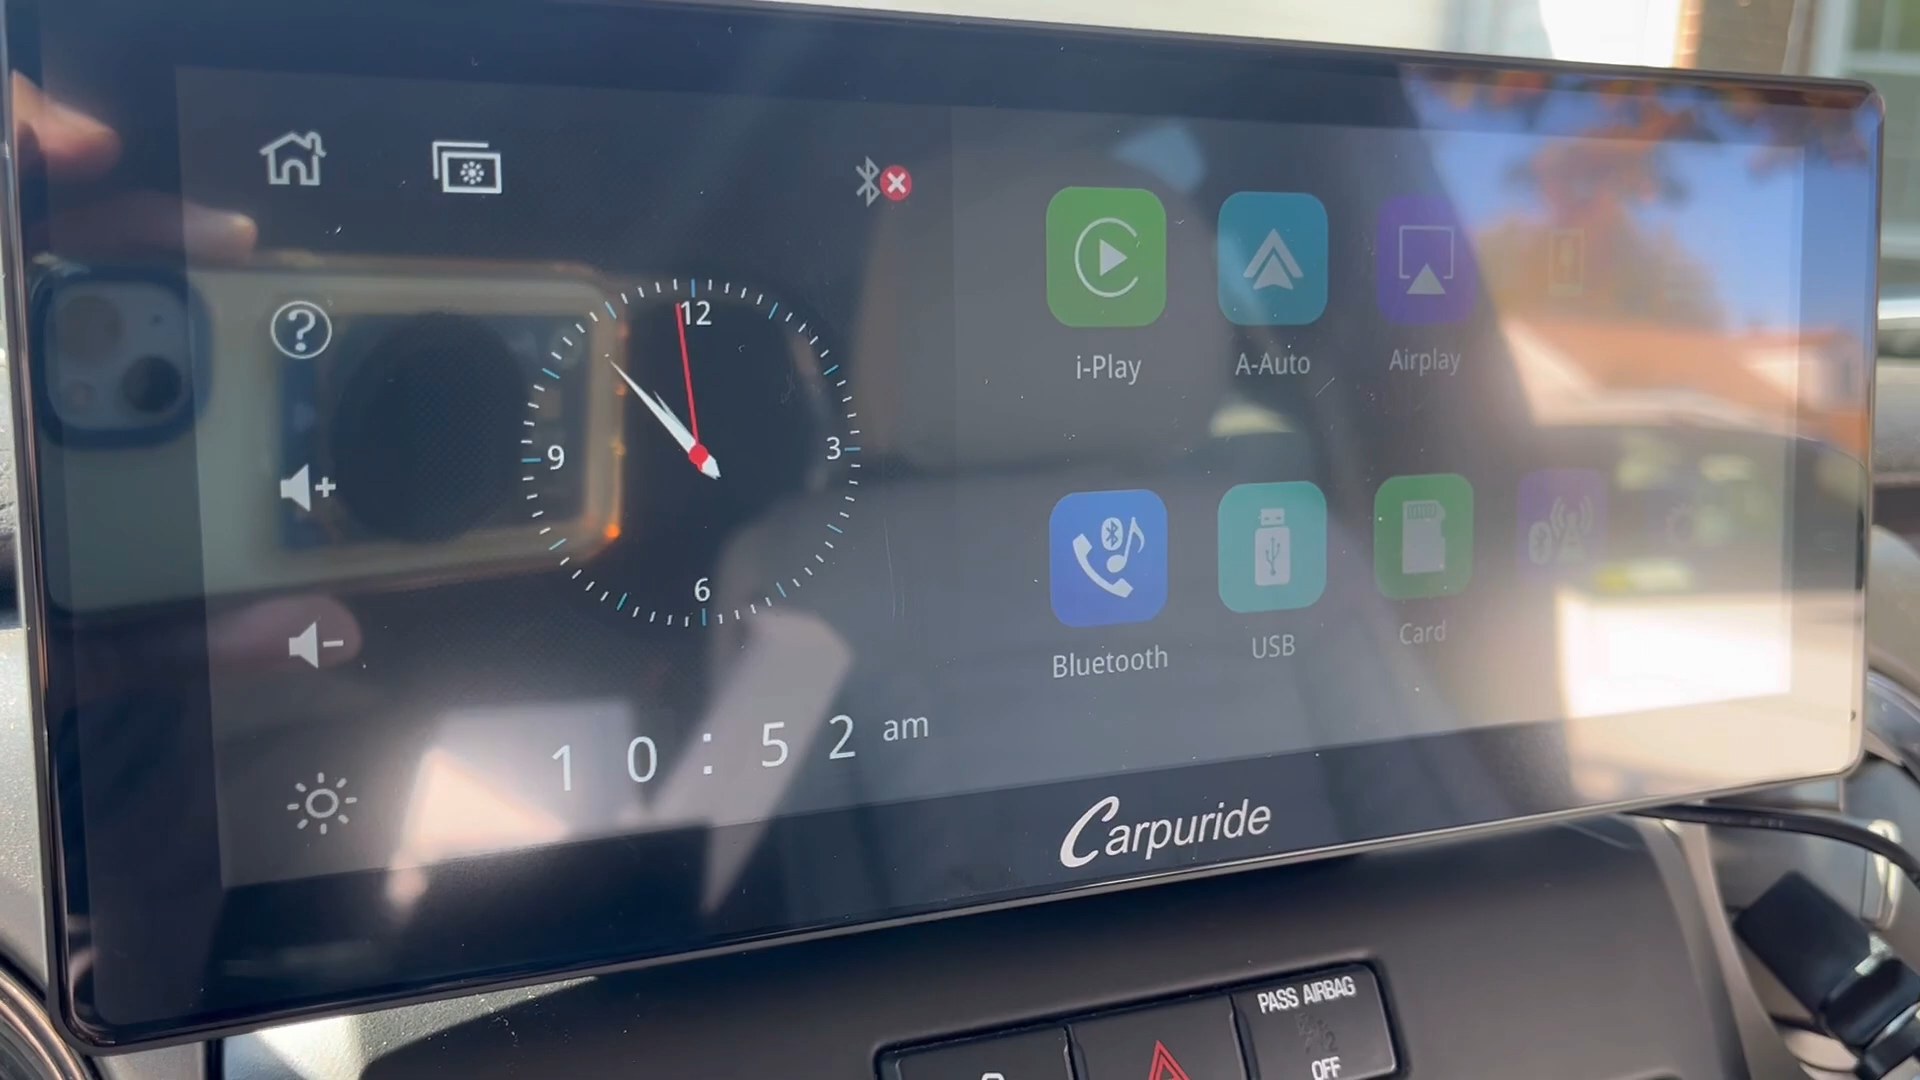 12
9
3
6
10:52 am
i-Play
A-Auto
Airplay
Bluetooth
USB
Card
Carpuride
PASS AIRBAG
OFF